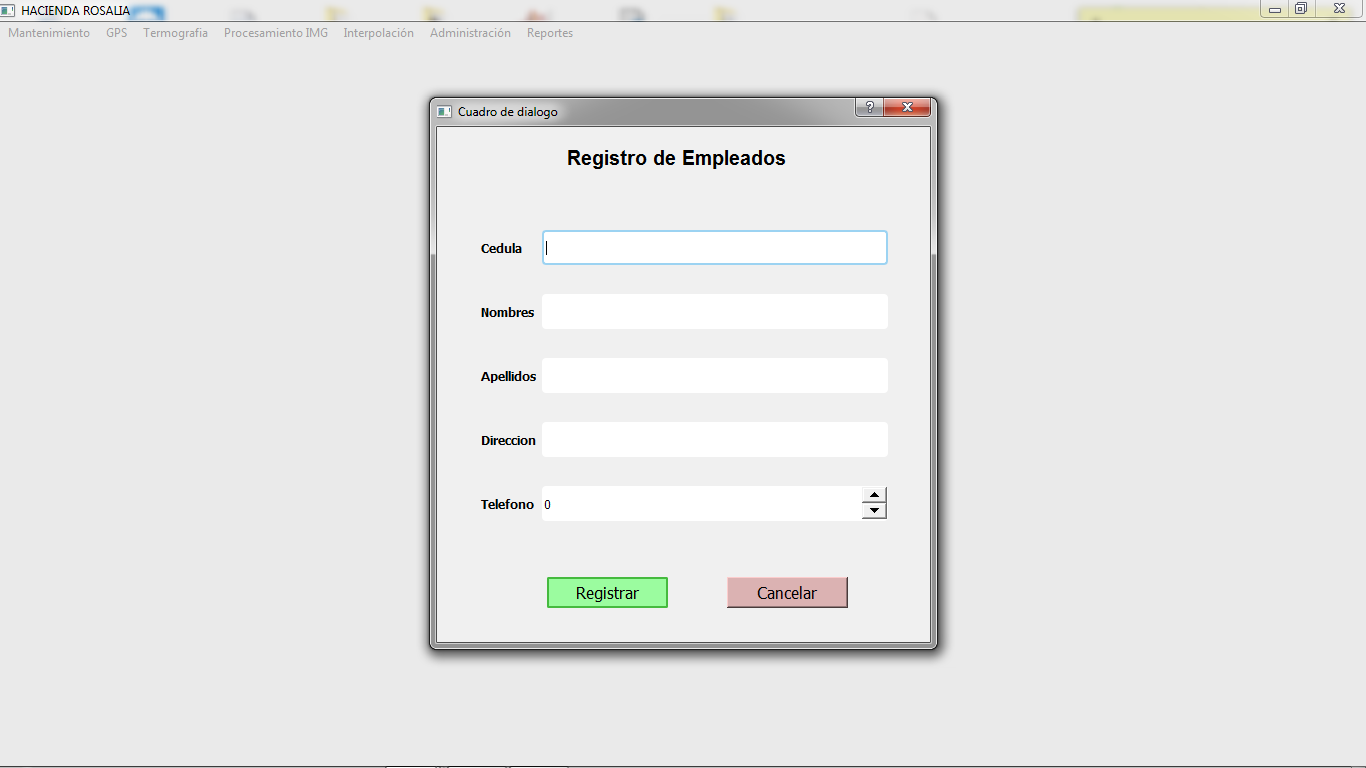 HACIENDA ROSALIA
Mantenimiento GPS Termografia Procesamiento IMG Interpolación Administración Reportes
Cuadro de dialogo
Registro de Empleados
Cedula
Nombres
Apellidos
Direccion
Telefono 0
Registrar Cancelar